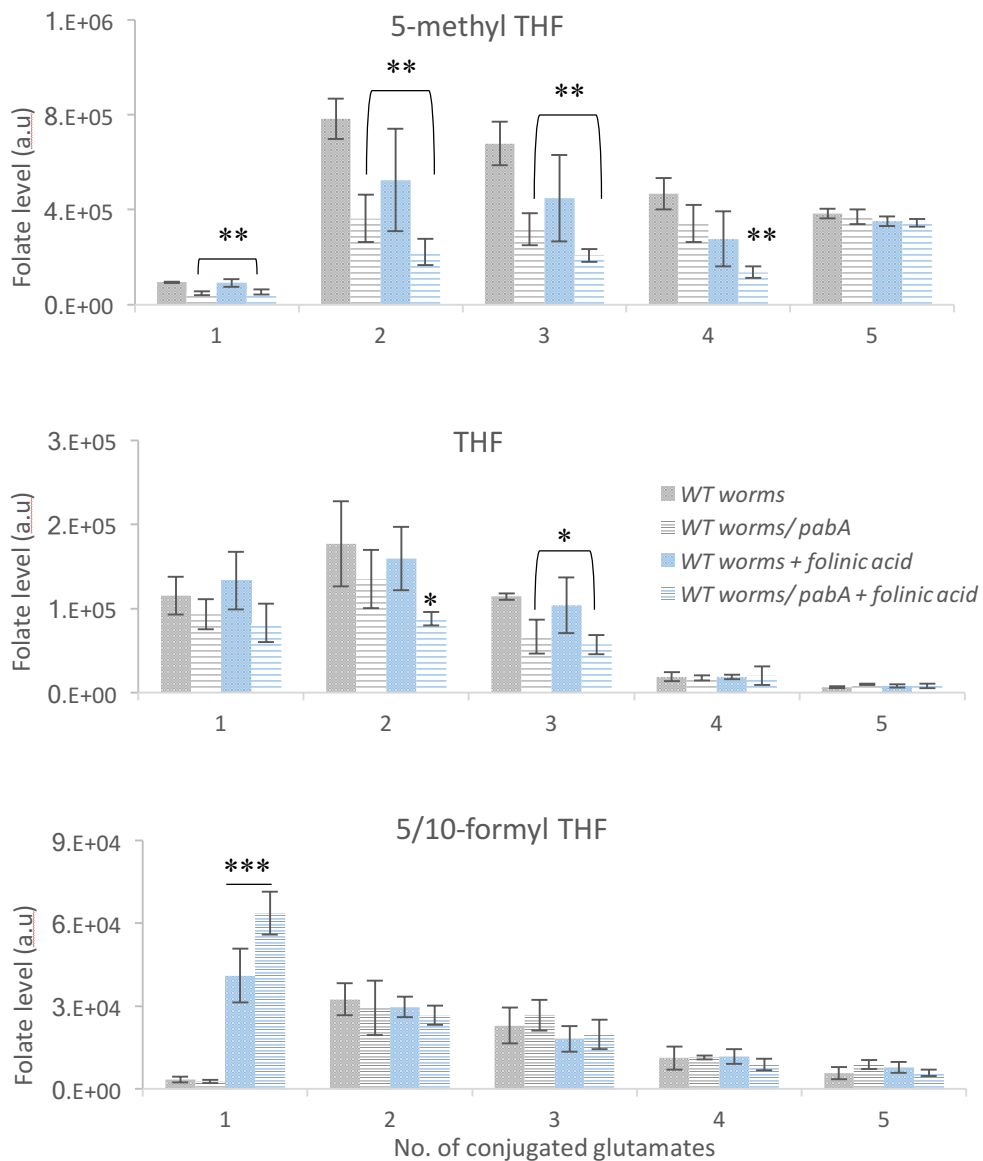 5-methyl THF
1.E+06
8.E+05
4.E+05
0.E+00
Folate level (a.u)
**
**
**
**
1 2 3 4 5
THF
3.E+05
2.E+05
1.E+05
0.E+00
Folate level (a.u)
*
*
WT worms
WT worms/ pabA
WT worms + folinic acid
WT worms/ pabA + folinic acid
1 2 3 4 5
5/10-formyl THF
9.E+04
6.E+04
3.E+04
0.E+00
Folate level (a.u)
***
1 2 3 4 5
No. of conjugated glutamates